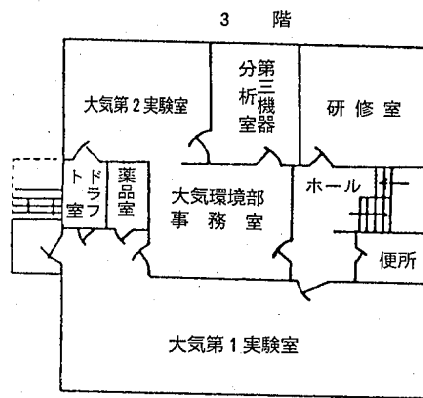 3 階
大気第2実験室
第三機器
分析室
研修室
ドラフ
ト室
薬品室
大気環境部
事務室
ホール
便所
大気第1実験室